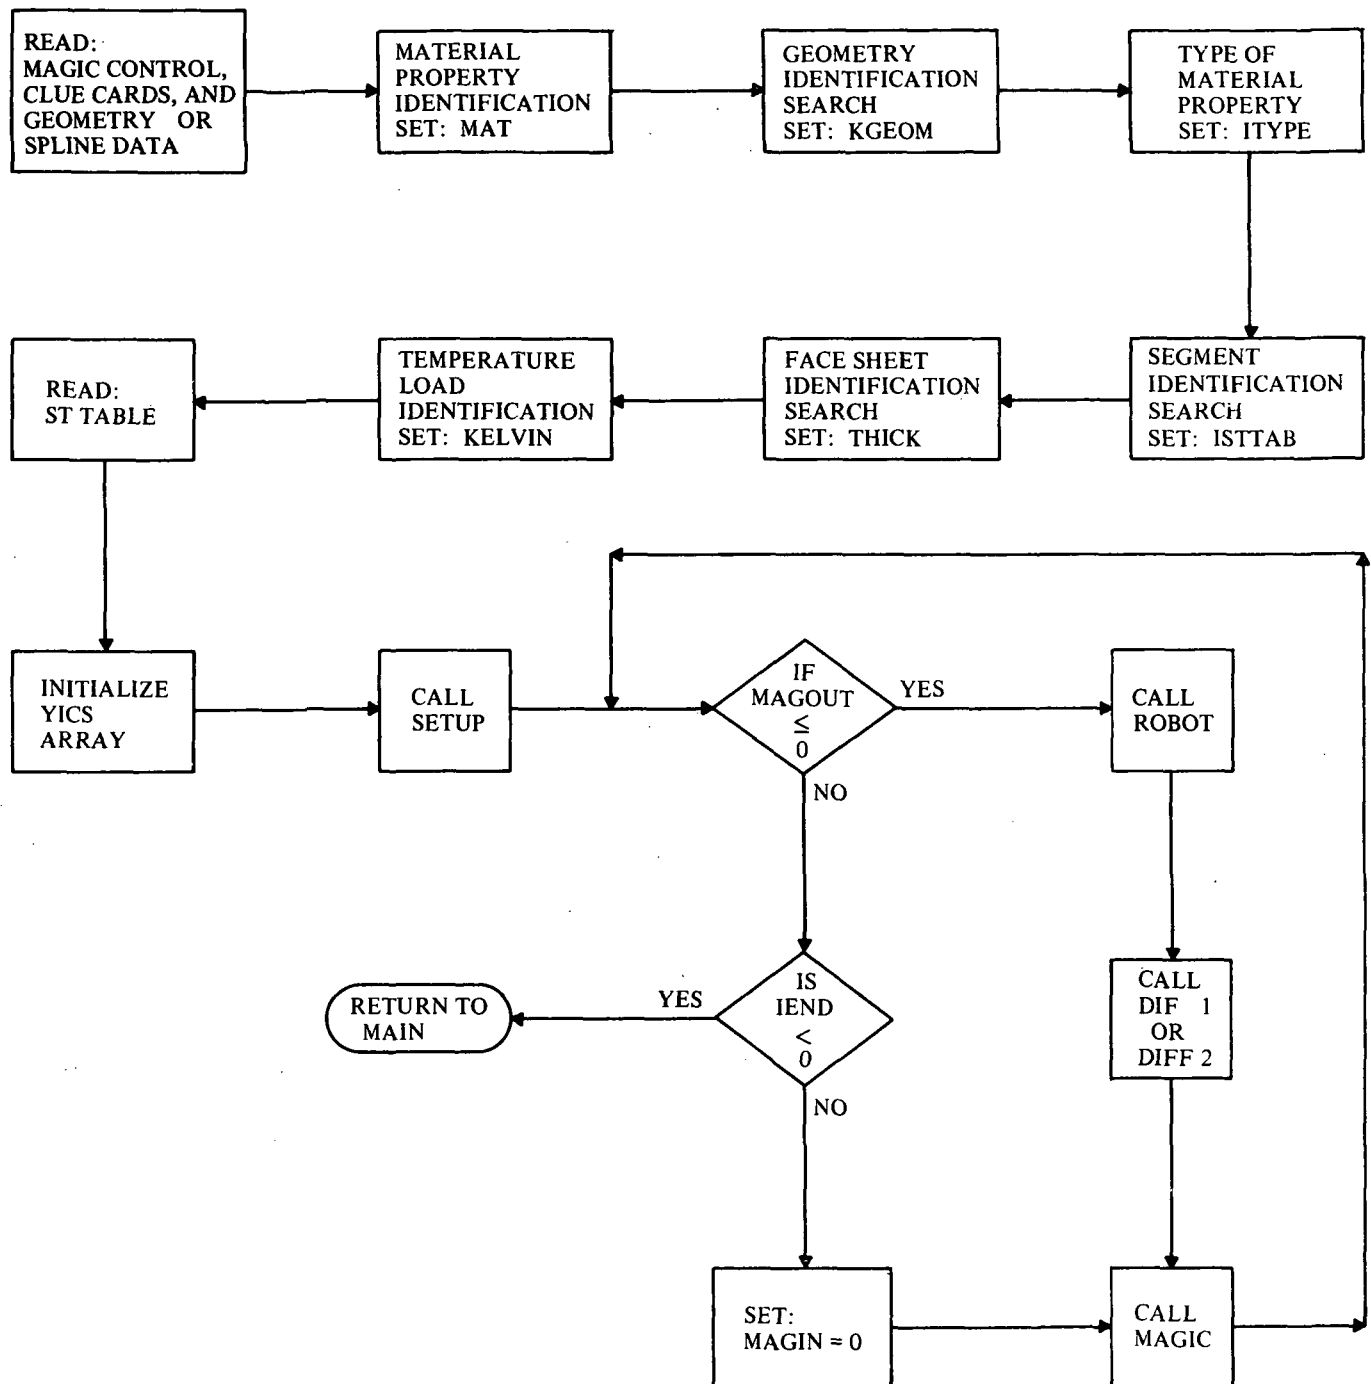 READ:
MAGIC CONTROL,
CLUE CARDS, AND
GEOMETRY OR
SPLINE DATA
MATERIAL
PROPERTY
IDENTIFICATION
SET: MAT
GEOMETRY
IDENTIFICATION
SEARCH
SET: KGEOM
TYPE OF
MATERIAL
PROPERTY
SET: ITYPE
READ:
ST TABLE
TEMPERATURE
LOAD
IDENTIFICATION
SET: KELVIN
FACE SHEET
IDENTIFICATION
SEARCH
SET: THICK
SEGMENT
IDENTIFICATION
SEARCH
SET: ISTTAB
INITIALIZE
YICS
ARRAY
CALL
SETUP
IF
MAGOUT
≤
0
YES
NO
CALL
ROBOT
RETURN TO
MAIN
YES
IS
IEND
<
0
NO
CALL
DIF 1
OR
DIFF 2
SET:
MAGIN = 0
CALL
MAGIC